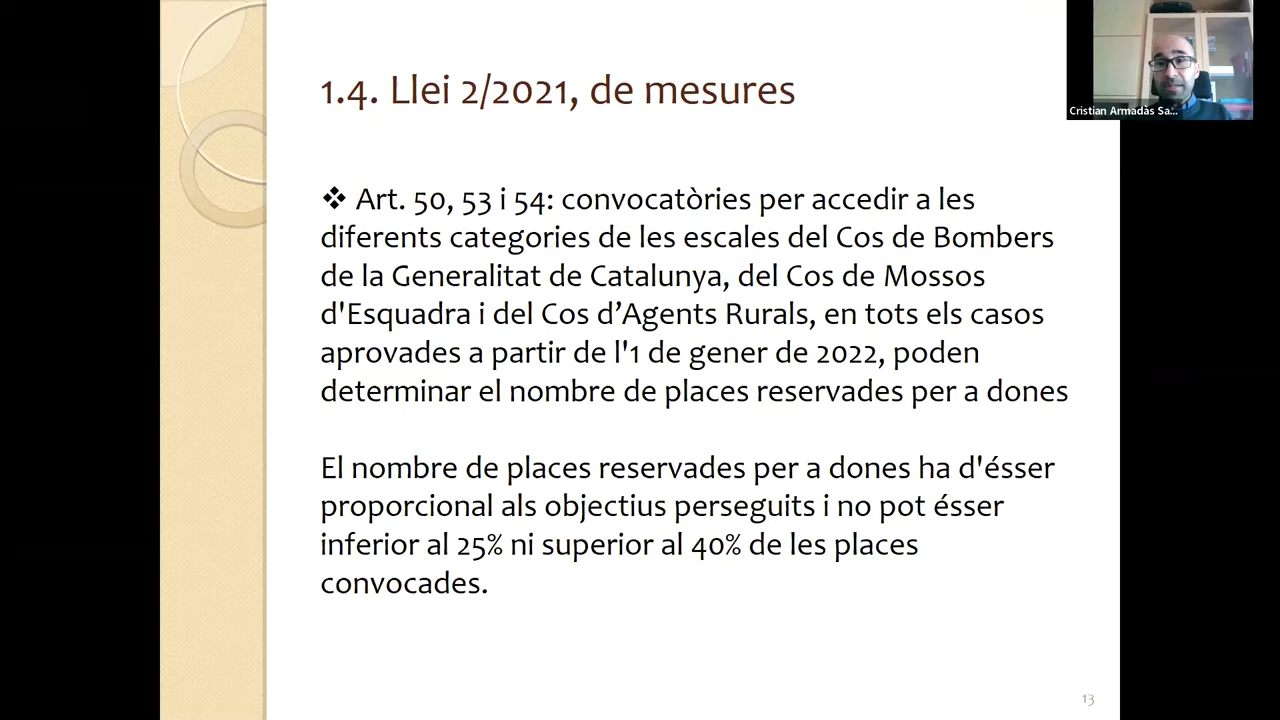 1.4. Llei 2/2021, de mesures
Cristian Armadàs Sa...
❖ Art. 50, 53 i 54: convocatòries per accedir a les
diferents categories de les escales del Cos de Bombers
de la Generalitat de Catalunya, del Cos de Mossos
d'Esquadra i del Cos d’Agents Rurals, en tots els casos
aprovades a partir de l'1 de gener de 2022, poden
determinar el nombre de places reservades per a dones
El nombre de places reservades per a dones ha d'ésser
proporcional als objectius perseguits i no pot ésser
inferior al 25% ni superior al 40% de les places
convocades.
13